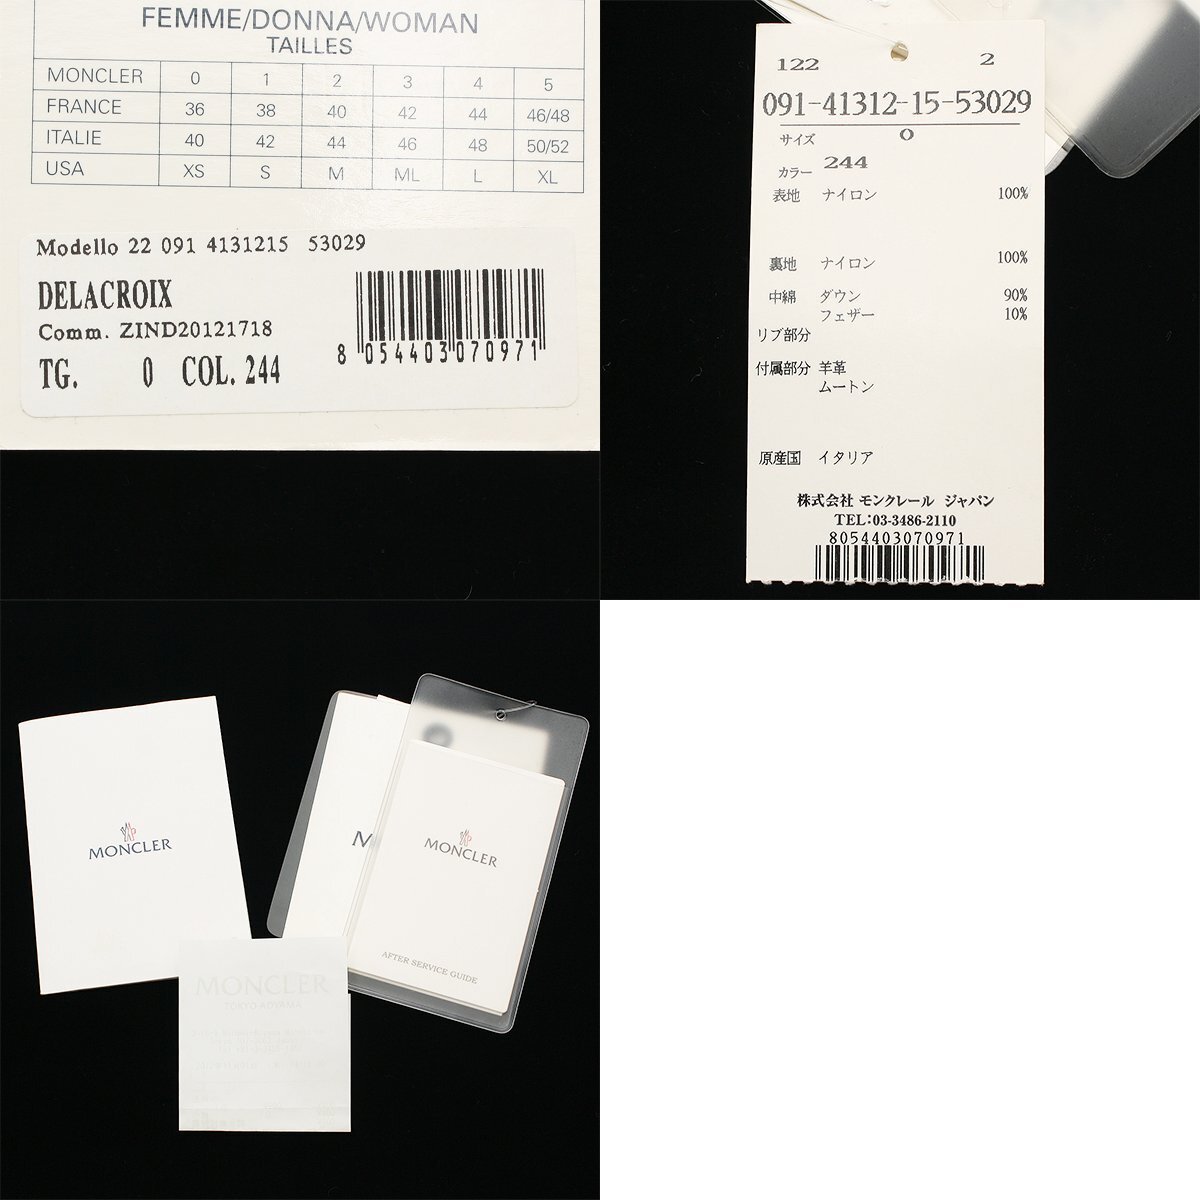 FEMME/DONNA/WOMAN
TAILLES
MONCLER 0 1 2 3 4 5
FRANCE 36 38 40 42 44 46/48
ITALIE 40 42 44 46 48 50/52
USA XS S M ML L XL
Modello 22 091 4131215 53029
DELACROIX
Comm. ZIND20121718
TG. 0 COL. 244
8 054403 070971
122 2
091-41312-15-53029
サイズ 0
カラー 244
表地 ナイロン 100%
裏地 ナイロン 100%
中綿 ダウン 90%
フェザー 10%
リブ部分
付属部分 羊革
ムートン
原産国 イタリア
株式会社 モンクレール ジャパン
TEL:03-3486-2110
8054403070971
MONCLER
M
MONCLER
AFTER SERVICE GUIDE
MONCLER
TOKYO AOYAMA